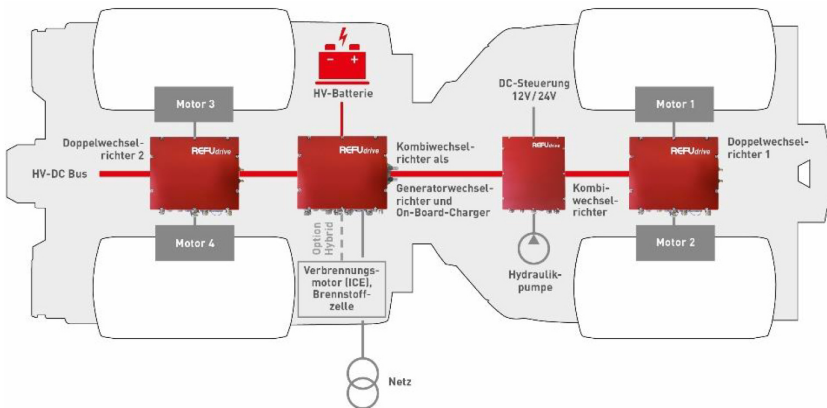 Motor 3
HV-Batterie
DC-Steuerung
12V/24V
Motor 1
Doppelwechsel-
richter 2
REFUdrive
REFUdrive
Kombiwechsel-
richter als
REFUdrive
REFUdrive
Doppelwechsel-
richter 1
HV-DC Bus
Generatorwechsel-
richter und
On-Board-Charger
Kombi-
wechsel-
richter
Motor 4
Option
Hybrid
Motor 2
Verbrennungs-
motor (ICE),
Brennstoff-
zelle
Hydraulik-
pumpe
Netz